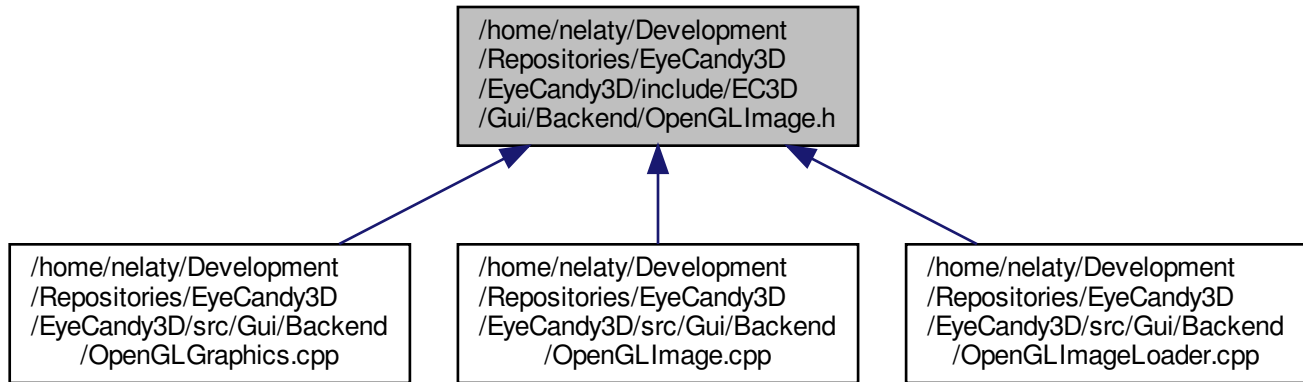 /home/nelaty/Development
/Repositories/EyeCandy3D
/EyeCandy3D/include/EC3D
/Gui/Backend/OpenGLImage.h
/home/nelaty/Development
/Repositories/EyeCandy3D
/EyeCandy3D/src/Gui/Backend
/OpenGLGraphics.cpp
/home/nelaty/Development
/Repositories/EyeCandy3D
/EyeCandy3D/src/Gui/Backend
/OpenGLImage.cpp
/home/nelaty/Development
/Repositories/EyeCandy3D
/EyeCandy3D/src/Gui/Backend
/OpenGLImageLoader.cpp